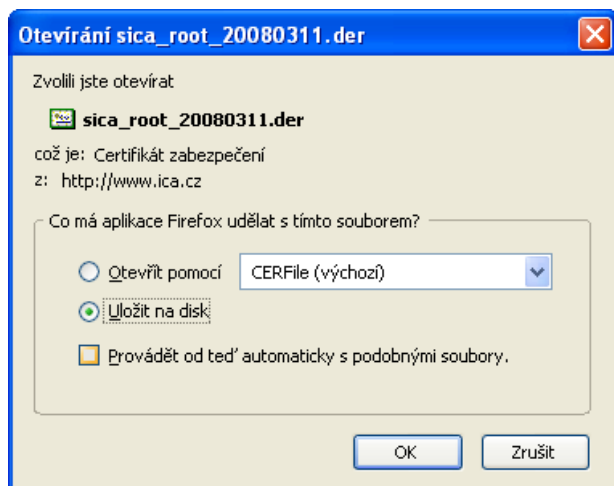 Otevírání sica_root_20080311.der
Zvolili jste otevírat
sica_root_20080311.der
což je: Certifikát zabezpečení
z: http://www.ica.cz
Co má aplikace Firefox udělat s tímto souborem?
Otevřít pomocí CERFile (výchozí)
Uložit na disk
Provádět od teď automaticky s podobnými soubory.
OK Zrušit